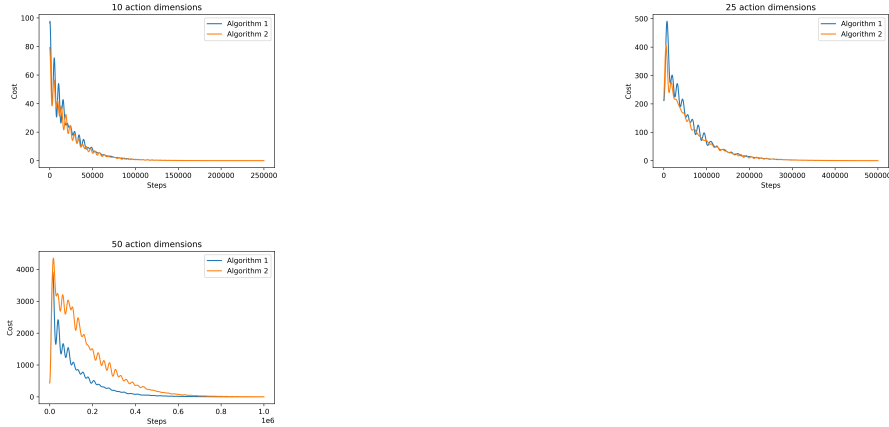 10 action dimensions
100
80
60
40
20
0
Cost
Algorithm 1
Algorithm 2
0
50000
100000
150000
200000
250000
Steps
25 action dimensions
500
400
300
200
100
0
Cost
Algorithm 1
Algorithm 2
0
100000
200000
300000
400000
500000
Steps
50 action dimensions
4000
3000
2000
1000
0
Cost
Algorithm 1
Algorithm 2
0.0
0.2
0.4
0.6
0.8
1.0
1e6
Steps